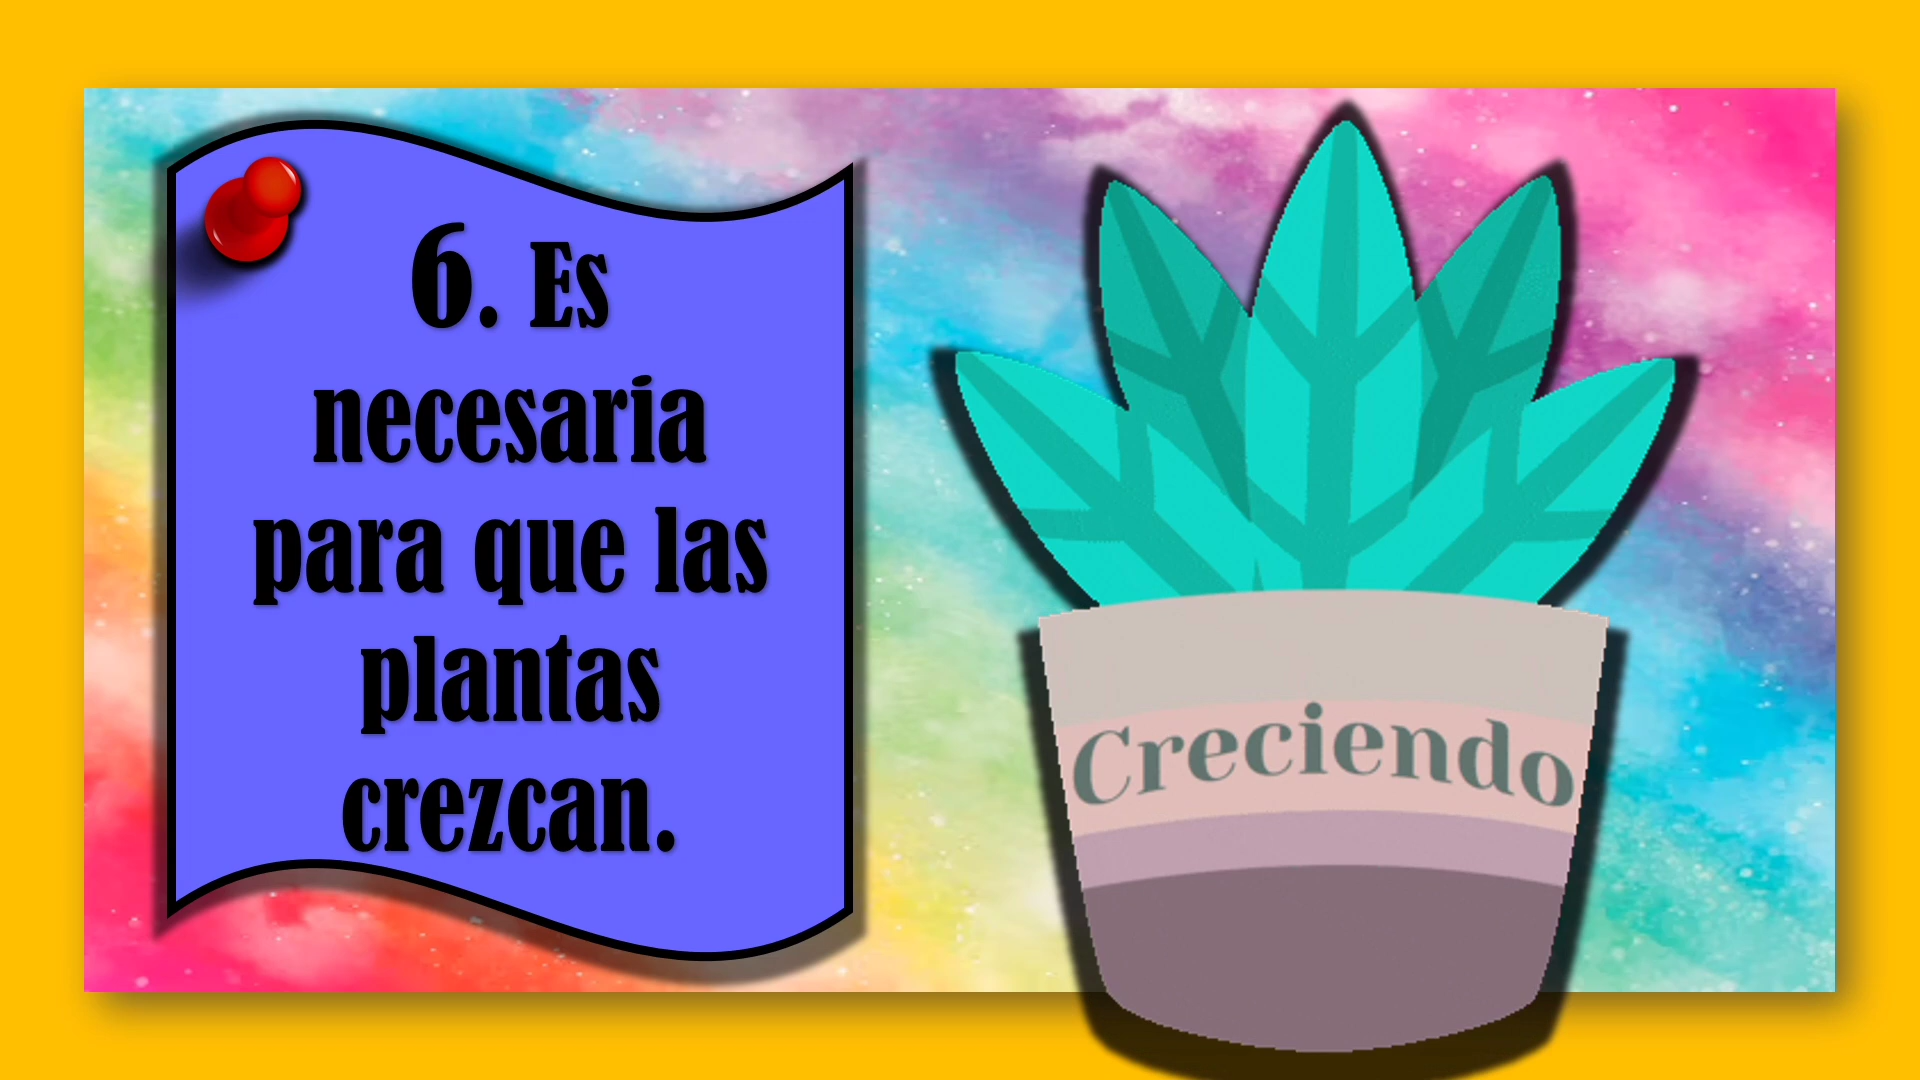 6. Es
necesaria
para que las
plantas
crezcan.
Creciendo